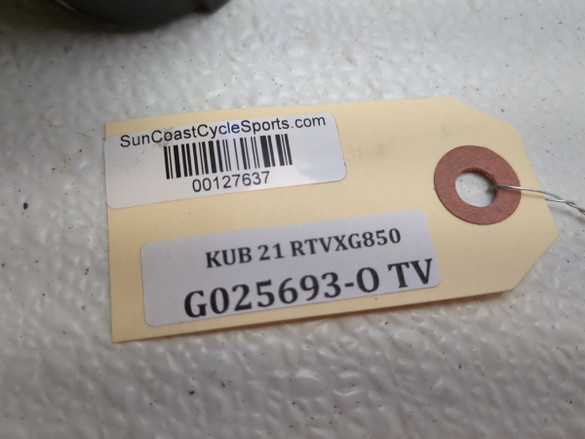 SunCoastCycleSports.com
00127637
KUB 21 RTVXG850
G025693-O TV